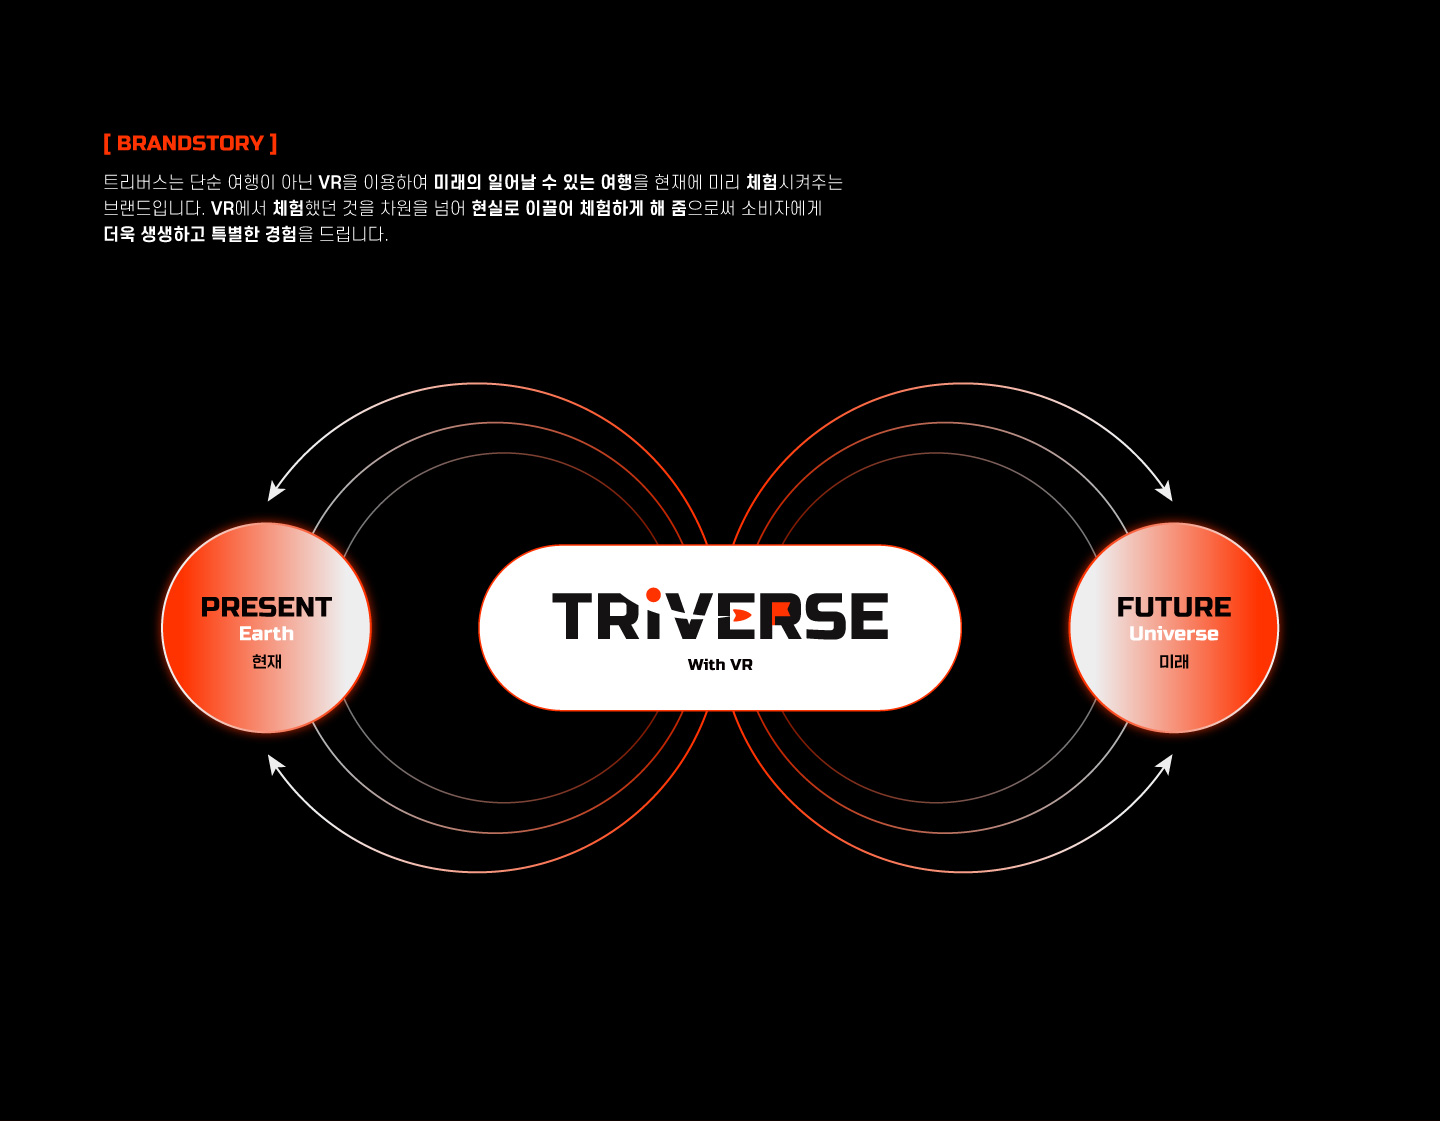 [ BRANDSTORY ]
트리버스는 단순 여행이 아닌 VR을 이용하여 미래의 일어날 수 있는 여행을 현재에 미리 체험시켜주는
브랜드입니다. VR에서 체험했던 것을 차원을 넘어 현실로 이끌어 체험하게 해 줌으로써 소비자에게
더욱 생생하고 특별한 경험을 드립니다.
PRESENT
Earth
현재
TRiVERSE
With VR
FUTURE
Universe
미래